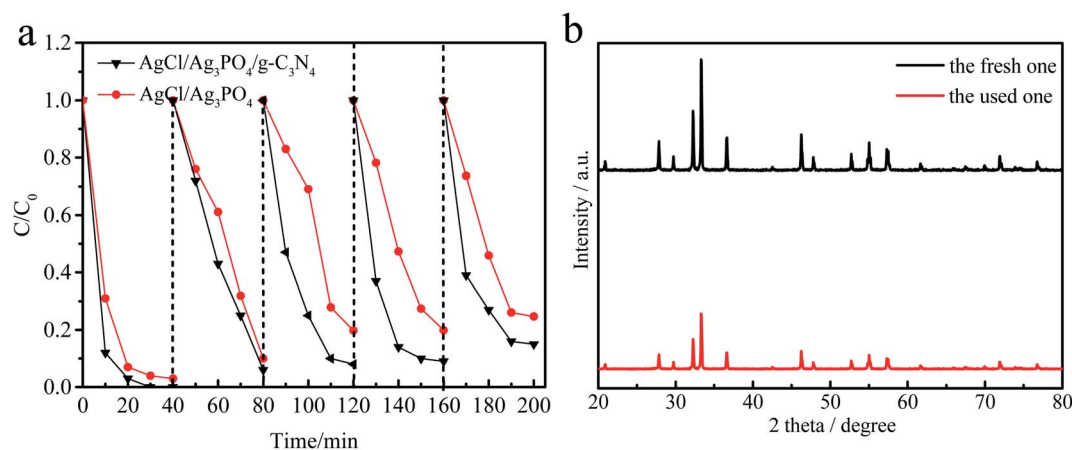 a
1.2
1.0
0.8
0.6
0.4
0.2
0.0
C/C₀
AgCl/Ag₃PO₄/g-C₃N₄
AgCl/Ag₃PO₄
0 20 40 60 80 100 120 140 160 180 200
Time/min
b
the fresh one
the used one
Intensity / a.u.
20 30 40 50 60 70 80
2 theta / degree